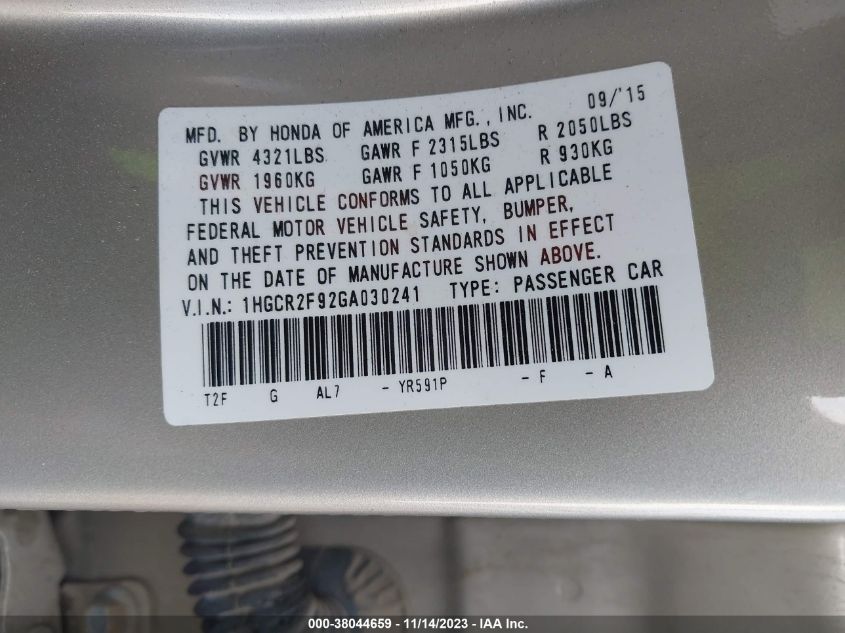 MFD. BY HONDA OF AMERICA MFG., INC. 09/'15
GVWR 4321LBS GAWR F 2315LBS R 2050LBS
GVWR 1960KG GAWR F 1050KG R 930KG
THIS VEHICLE CONFORMS TO ALL APPLICABLE
FEDERAL MOTOR VEHICLE SAFETY, BUMPER,
AND THEFT PREVENTION STANDARDS IN EFFECT
ON THE DATE OF MANUFACTURE SHOWN ABOVE.
V.I.N.: 1HGCR2F92GA030241 TYPE: PASSENGER CAR
T2F G AL7 - YR591P - F - A
000-38044659 - 11/14/2023 - IAA Inc.